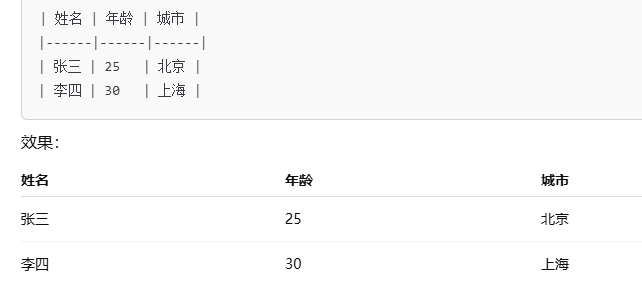 | 姓名 | 年龄 | 城市 |
|------|------|------|
| 张三 | 25   | 北京 |
| 李四 | 30   | 上海 |
效果：
姓名 年龄 城市
张三 25 北京
李四 30 上海